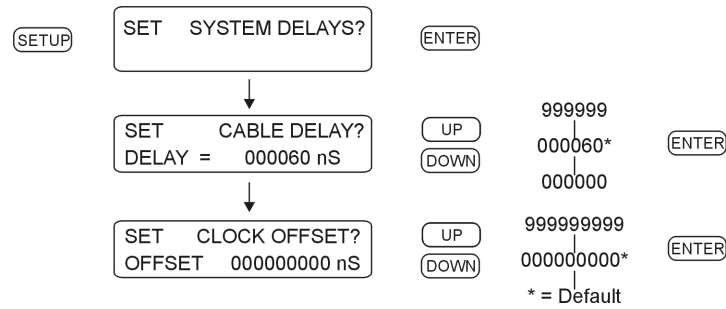 SETUP
SET SYSTEM DELAYS?
ENTER
SET CABLE DELAY?
DELAY = 000060 nS
UP
DOWN
999999
000060*
000000
ENTER
SET CLOCK OFFSET?
OFFSET 000000000 nS
UP
DOWN
999999999
000000000*
* = Default
ENTER